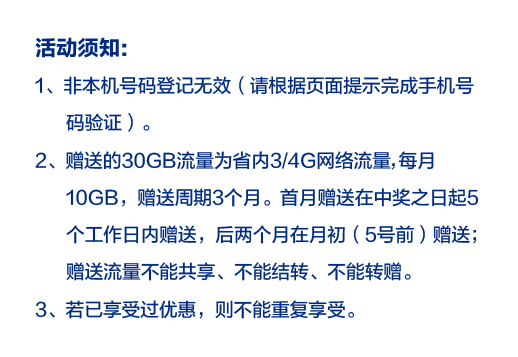 活动须知:
1、非本机号码登记无效（请根据页面提示完成手机号
码验证）。
2、赠送的30GB流量为省内3/4G网络流量,每月
10GB，赠送周期3个月。首月赠送在中奖之日起5
个工作日内赠送，后两个月在月初（5号前）赠送；
赠送流量不能共享、不能结转、不能转赠。
3、若已享受过优惠，则不能重复享受。